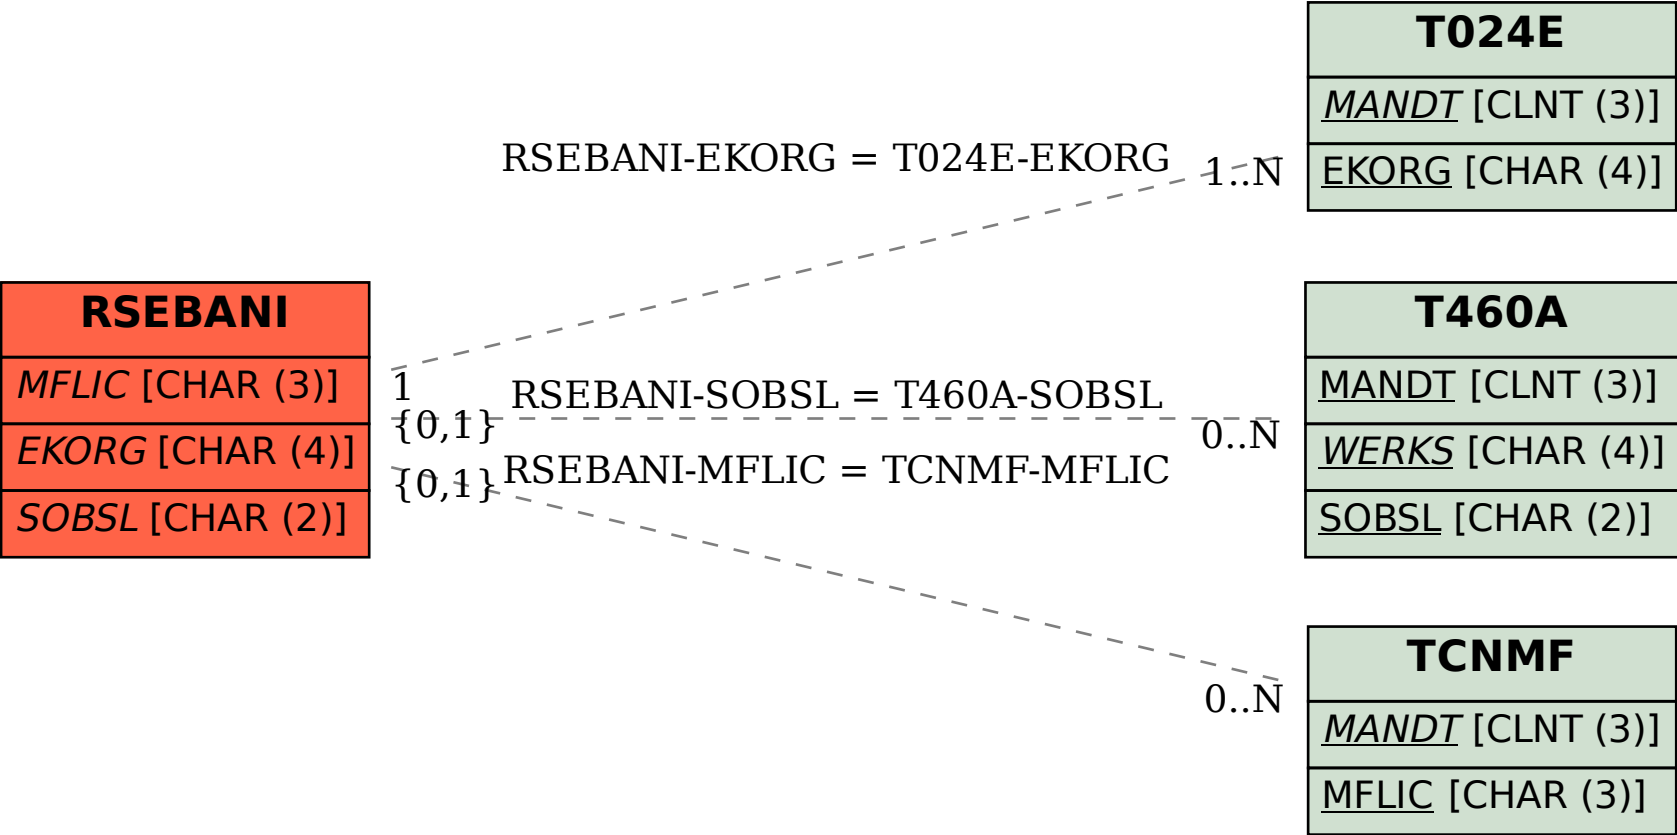 RSEBANI
MFLIC [CHAR (3)]
EKORG [CHAR (4)]
SOBSL [CHAR (2)]
RSEBANI-EKORG = T024E-EKORG
1..N
1
RSEBANI-SOBSL = T460A-SOBSL
{0,1}
0..N
RSEBANI-MFLIC = TCNMF-MFLIC
{0,1}
0..N
T024E
MANDT [CLNT (3)]
EKORG [CHAR (4)]
T460A
MANDT [CLNT (3)]
WERKS [CHAR (4)]
SOBSL [CHAR (2)]
TCNMF
MANDT [CLNT (3)]
MFLIC [CHAR (3)]